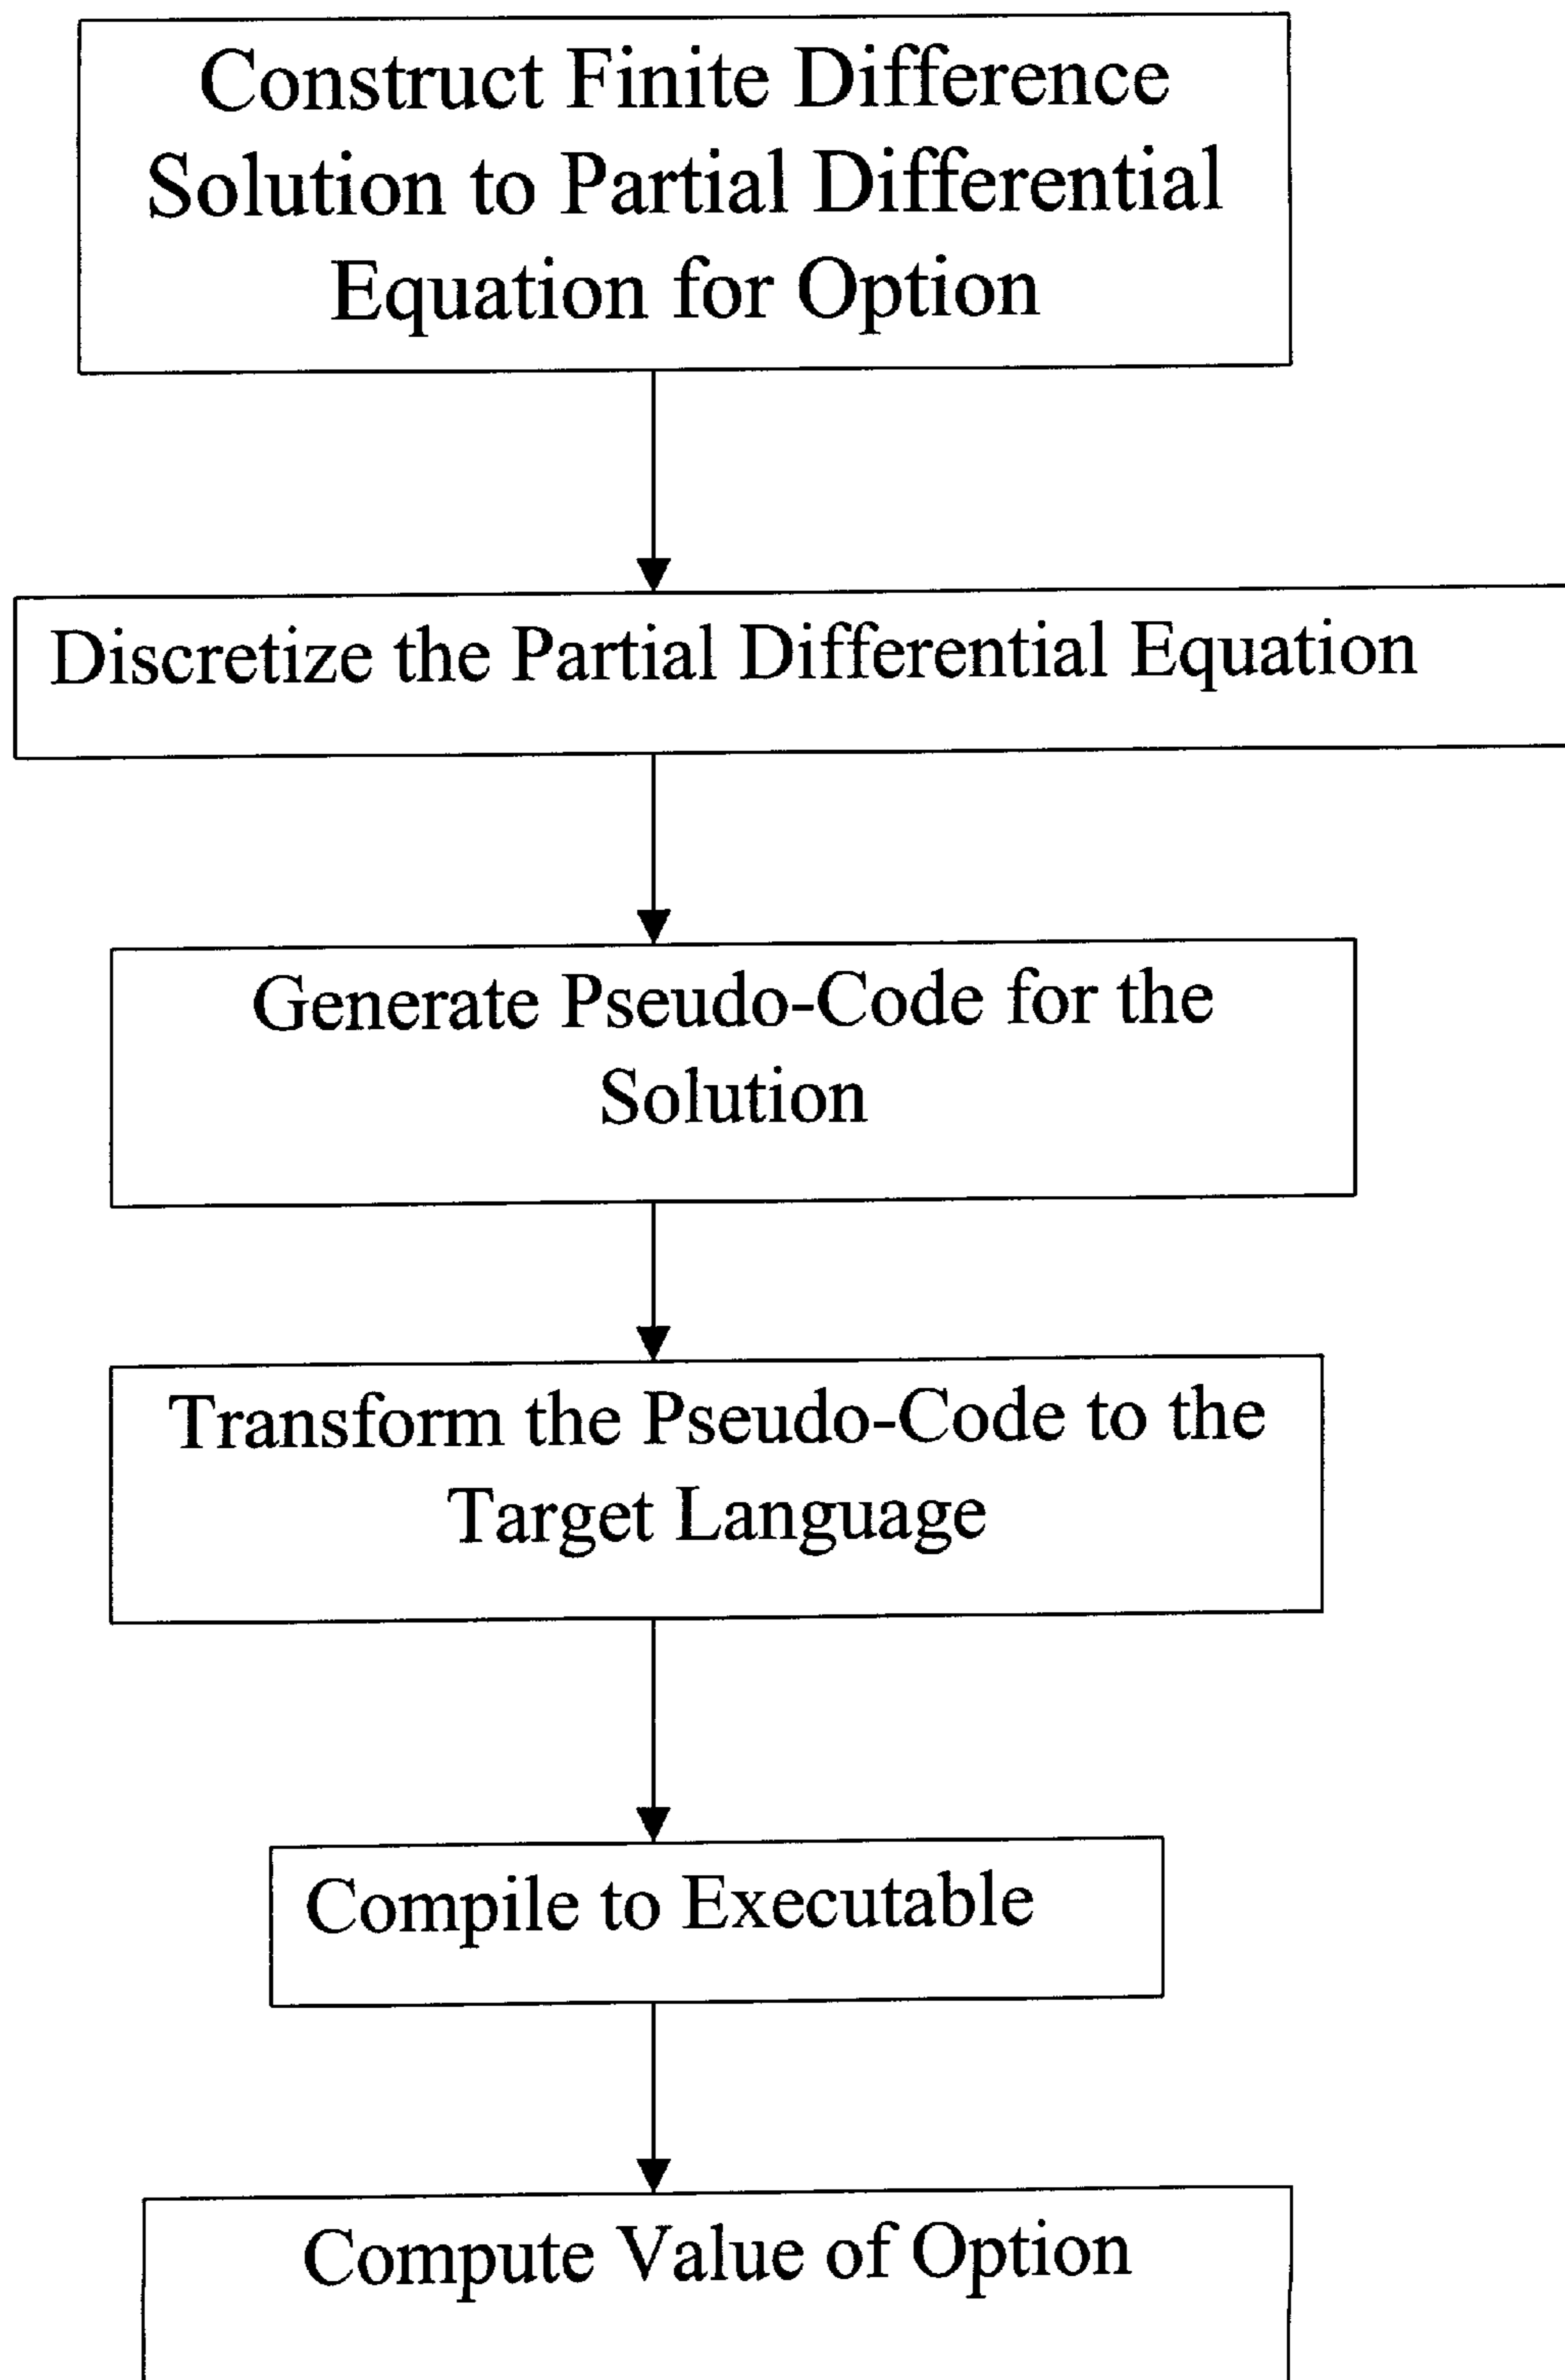 Construct Finite Difference
Solution to Partial Differential
Equation for Option
Discretize the Partial Differential Equation
Generate Pseudo-Code for the
Solution
Transform the Pseudo-Code to the
Target Language
Compile to Executable
Compute Value of Option